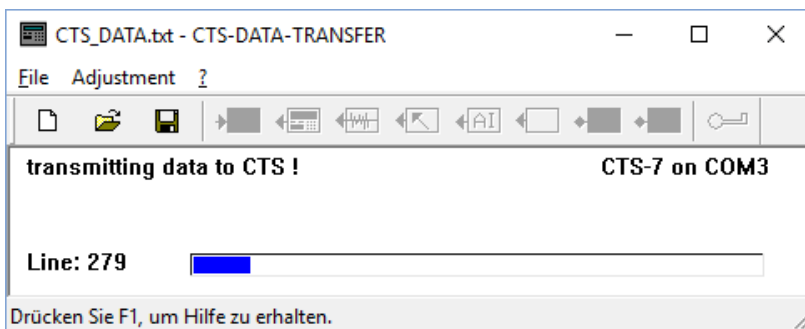 CTS_DATA.txt - CTS-DATA-TRANSFER
File Adjustment ?
AI
transmitting data to CTS ! CTS-7 on COM3
Line: 279
Drücken Sie F1, um Hilfe zu erhalten.